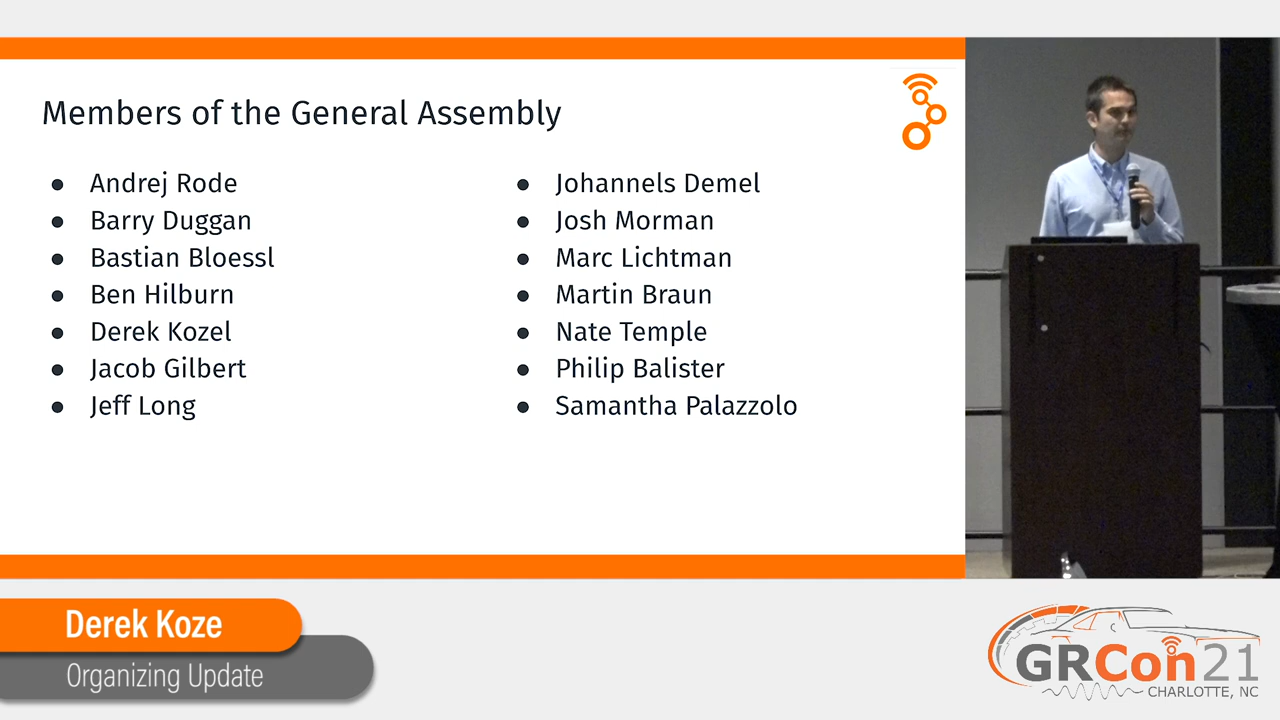 Members of the General Assembly
● Andrej Rode
● Barry Duggan
● Bastian Bloessl
● Ben Hilburn
● Derek Kozel
● Jacob Gilbert
● Jeff Long
● Johannels Demel
● Josh Morman
● Marc Lichtman
● Martin Braun
● Nate Temple
● Philip Balister
● Samantha Palazzolo
Derek Koze
Organizing Update
GRCon21
CHARLOTTE, NC